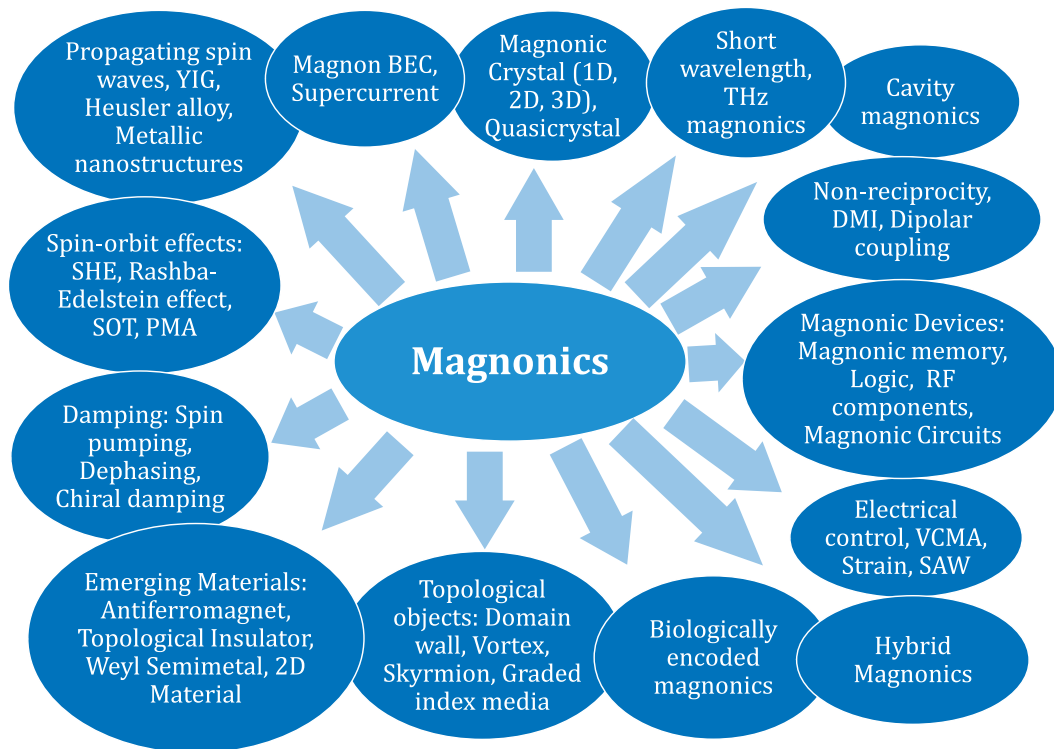 Propagating spin
waves, YIG,
Heusler alloy,
Metallic
nanostructures
Magnon BEC,
Supercurrent
Magnonic
Crystal (1D,
2D, 3D),
Quasicrystal
Short
wavelength,
THz
magnonics
Cavity
magnonics
Non-reciprocity,
DMI, Dipolar
coupling
Spin-orbit effects:
SHE, Rashba-
Edelstein effect,
SOT, PMA
Magnonics
Magnonic Devices:
Magnonic memory,
Logic, RF
components,
Magnonic Circuits
Damping: Spin
pumping,
Dephasing,
Chiral damping
Electrical
control, VCMA,
Strain, SAW
Emerging Materials:
Antiferromagnet,
Topological Insulator,
Weyl Semimetal, 2D
Material
Topological
objects: Domain
wall, Vortex,
Skyrmion, Graded
index media
Biologically
encoded
magnonics
Hybrid
Magnonics